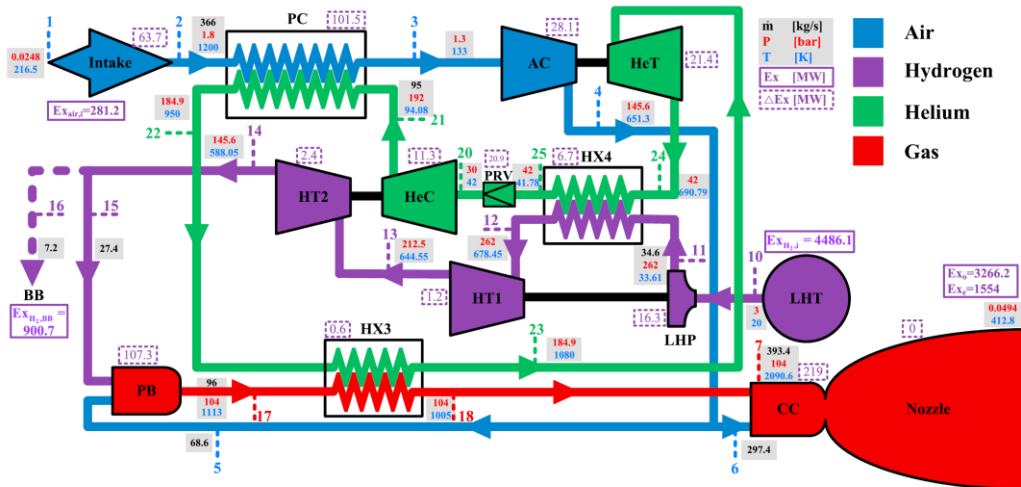 1
2
366
1.8
1200
PC
101.5
3
1.3
133
28.1
ṁ [kg/s]
P [bar]
T [K]
Ex [MW]
△Ex [MW]
Air
Hydrogen
Helium
Gas
63.7
0.0248
216.5
Intake
AC
HeT
21.4
Ex_air,i=281.2
184.9
950
22
95
192
94.08
21
4
145.6
651.3
14
145.6
588.05
2.4
11.3
20
30
42
20.9
PRV
25
42
41.78
HX4
6.7
24
42
690.79
HT2
HeC
16
15
7.2
27.4
13
212.5
644.55
12
262
678.45
34.6
262
33.61
11
10
Ex_H₂,i = 4486.1
Ex_o=3266.2
Ex_c=1554
BB
Ex_H₂,BB =
900.7
1.2
HT1
16.3
LHP
3
20
LHT
0.0494
412.8
HX3
0.6
23
184.9
1080
7
393.4
104
2090.6
0
107.3
PB
96
104
1113
17
104
1005
18
219
CC
Nozzle
68.6
5
6
297.4